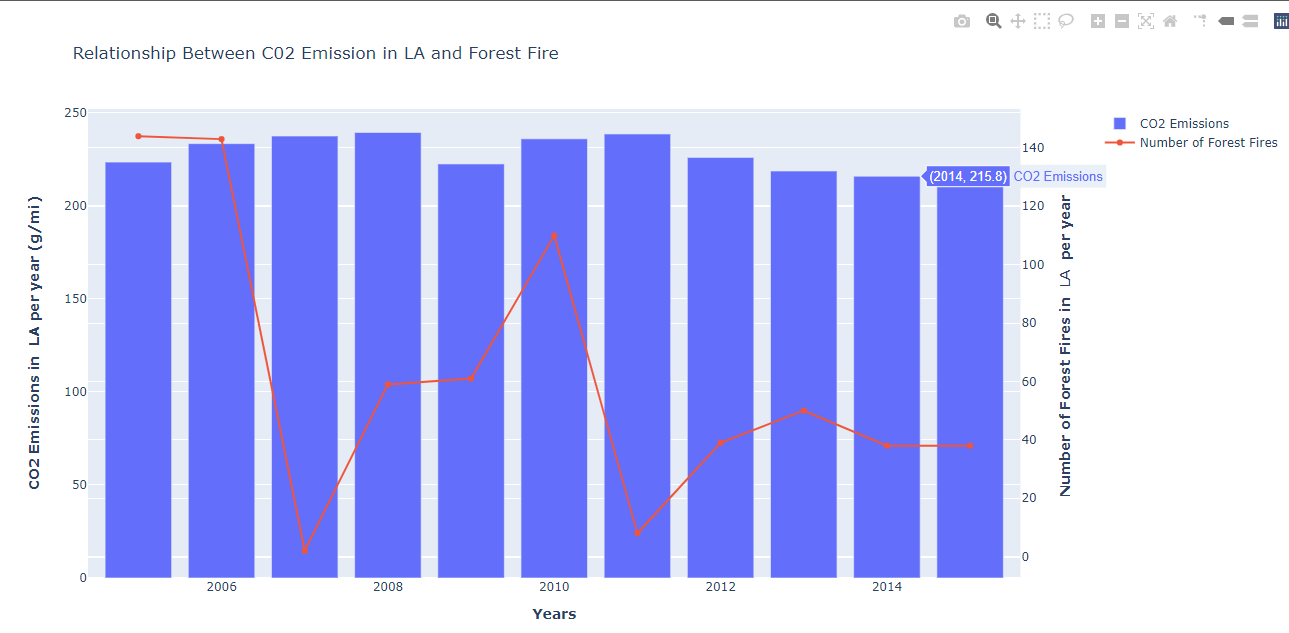 Relationship Between C02 Emission in LA and Forest Fire
CO2 Emissions
Number of Forest Fires
250
200
150
100
50
0
CO2 Emissions in LA per year (g/mi)
140
120
100
80
60
40
20
0
Number of Forest Fires in LA per year
(2014, 215.8) CO2 Emissions
2006 2008 2010 2012 2014
Years